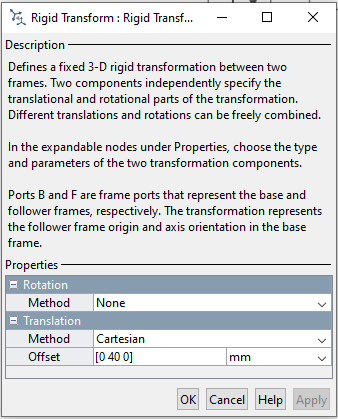 Rigid Transform : Rigid Transf...
Description
Defines a fixed 3-D rigid transformation between two
frames. Two components independently specify the
translational and rotational parts of the transformation.
Different translations and rotations can be freely combined.
In the expandable nodes under Properties, choose the type
and parameters of the two transformation components.
Ports B and F are frame ports that represent the base and
follower frames, respectively. The transformation represents
the follower frame origin and axis orientation in the base
frame.
Properties
Rotation
Method None
Translation
Method Cartesian
Offset [0 40 0] mm
OK Cancel Help Apply